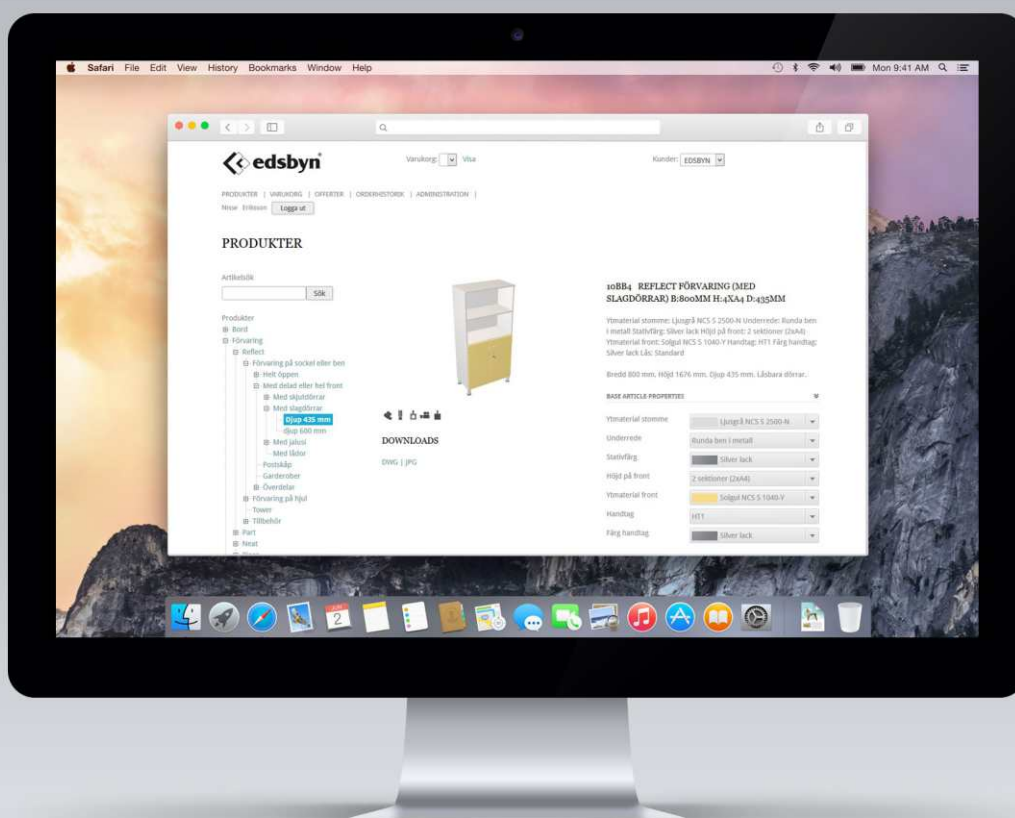 Safari File Edit View History Bookmarks Window Help Mon 9:41 AM
edsbyn
Varukorg: Visa
Kunder: EDSBYN
PRODUKTER | VARUKORG | OFFERTER | ORDERHISTORIK | ADMINISTRATION |
Nisse Eriksson Logga ut
PRODUKTER
Artikelsök
Sök
Produkter
Bord
Förvaring
Reflect
Förvaring på sockel eller ben
Helt öppen
Med delad eller hel front
Med skjutdörrar
Med slagdörrar
Djup 435 mm
djup 600 mm
Med jalusi
Med lådor
Postskåp
Garderober
Överdelar
Förvaring på hjul
Tower
Tillbehör
Part
Neat
DOWNLOADS
DWG | JPG
10BB4 REFLECT FÖRVARING (MED
SLAGDÖRRAR) B:800MM H:4XA4 D:435MM
Ytmaterial stomme: Ljusgrå NCS S 2500-N Underrede: Runda ben
i metall Stativfärg: Silver lack Höjd på front: 2 sektioner (2xA4)
Ytmaterial front: Solgul NCS S 1040-Y Handtag: HT1 Färg handtag:
Silver lack Lås: Standard
Bredd 800 mm, Höjd 1676 mm, Djup 435 mm. Låsbara dörrar.
BASE ARTICLE PROPERTIES
Ytmaterial stomme Ljusgrå NCS S 2500-N
Underrede Runda ben i metall
Stativfärg Silver lack
Höjd på front 2 sektioner (2xA4)
Ytmaterial front Solgul NCS S 1040-Y
Handtag HT1
Färg handtag Silver lack
JUN
2